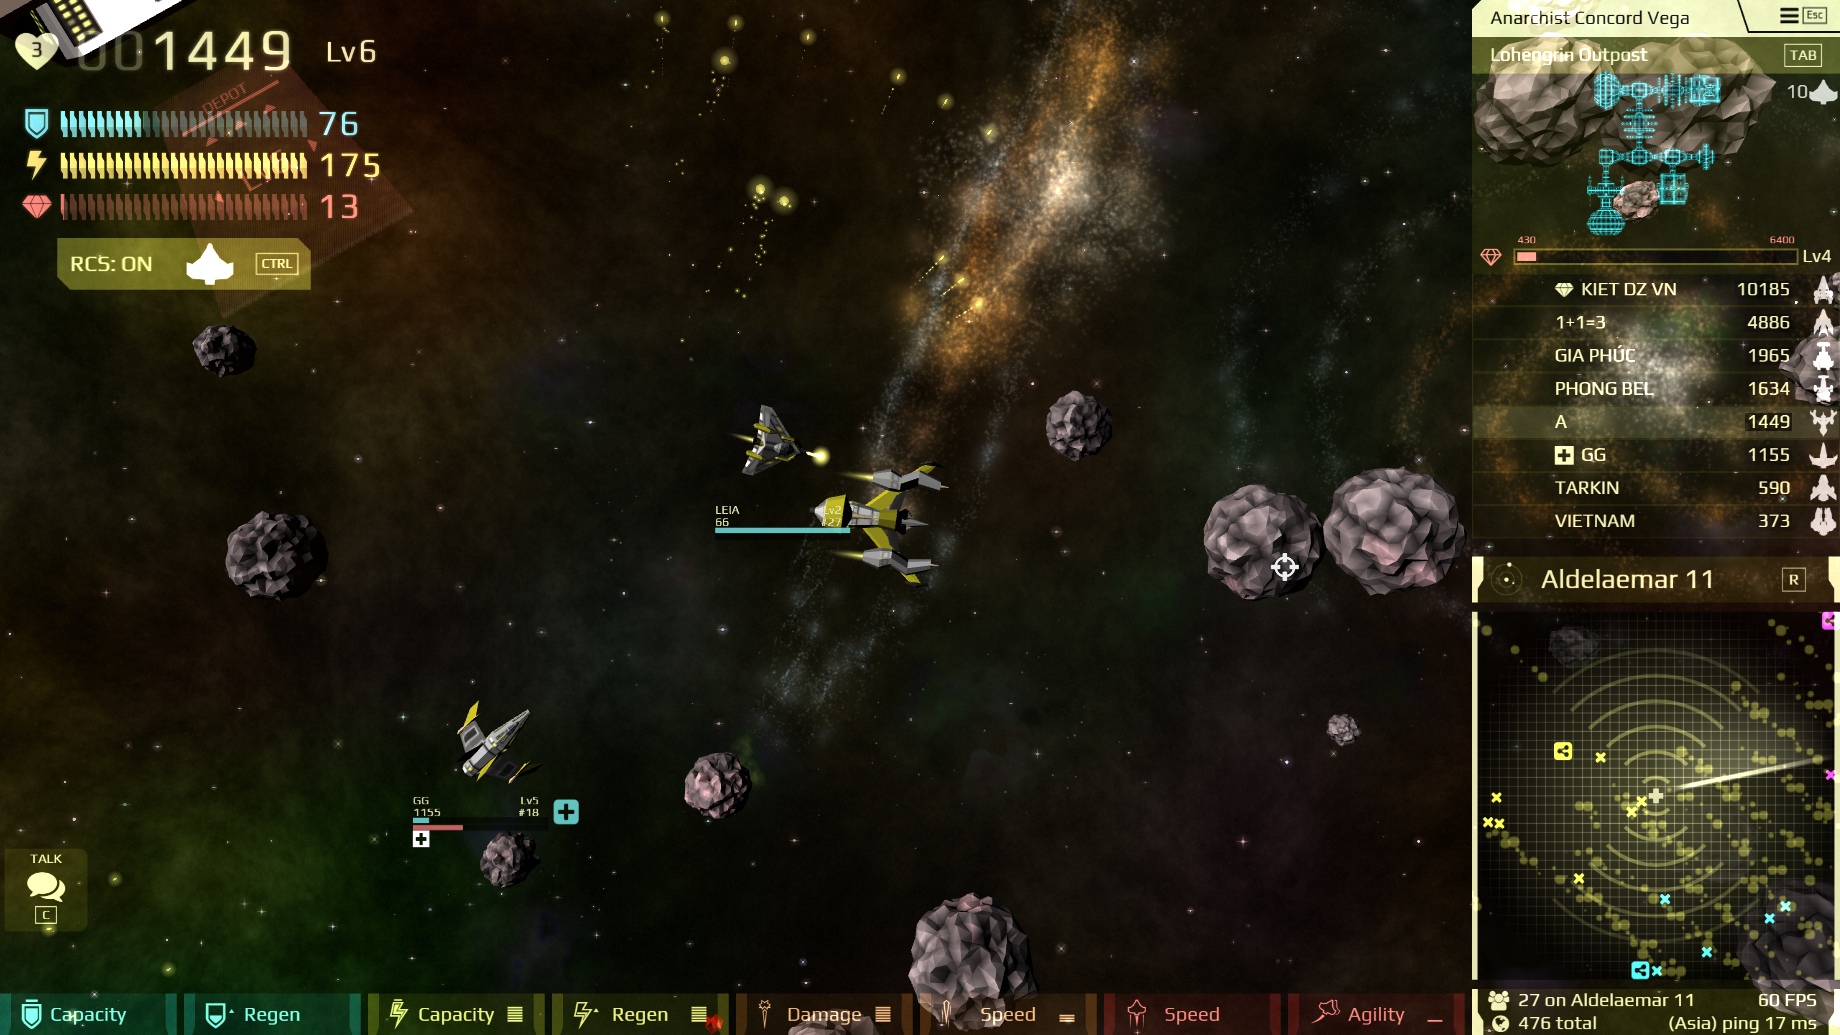 3
001449 Lv6
DEPOT
76
175
13
RCS: ON CTRL
LEIA
66
Lv2
#27
GG
1155
Lv5
#18
TALK
C
Capacity
Regen
Capacity
Regen
Damage
Speed
Speed
Agility
Anarchist Concord Vega Esc
Lohengrin Outpost TAB
10
430 6400
Lv4
KIET DZ VN 10185
1+1=3 4886
GIA PHÚC 1965
PHONG BEL 1634
A 1449
GG 1155
TARKIN 590
VIETNAM 373
Aldelaemar 11 R
27 on Aldelaemar 11 60 FPS
476 total (Asia) ping 17 ms